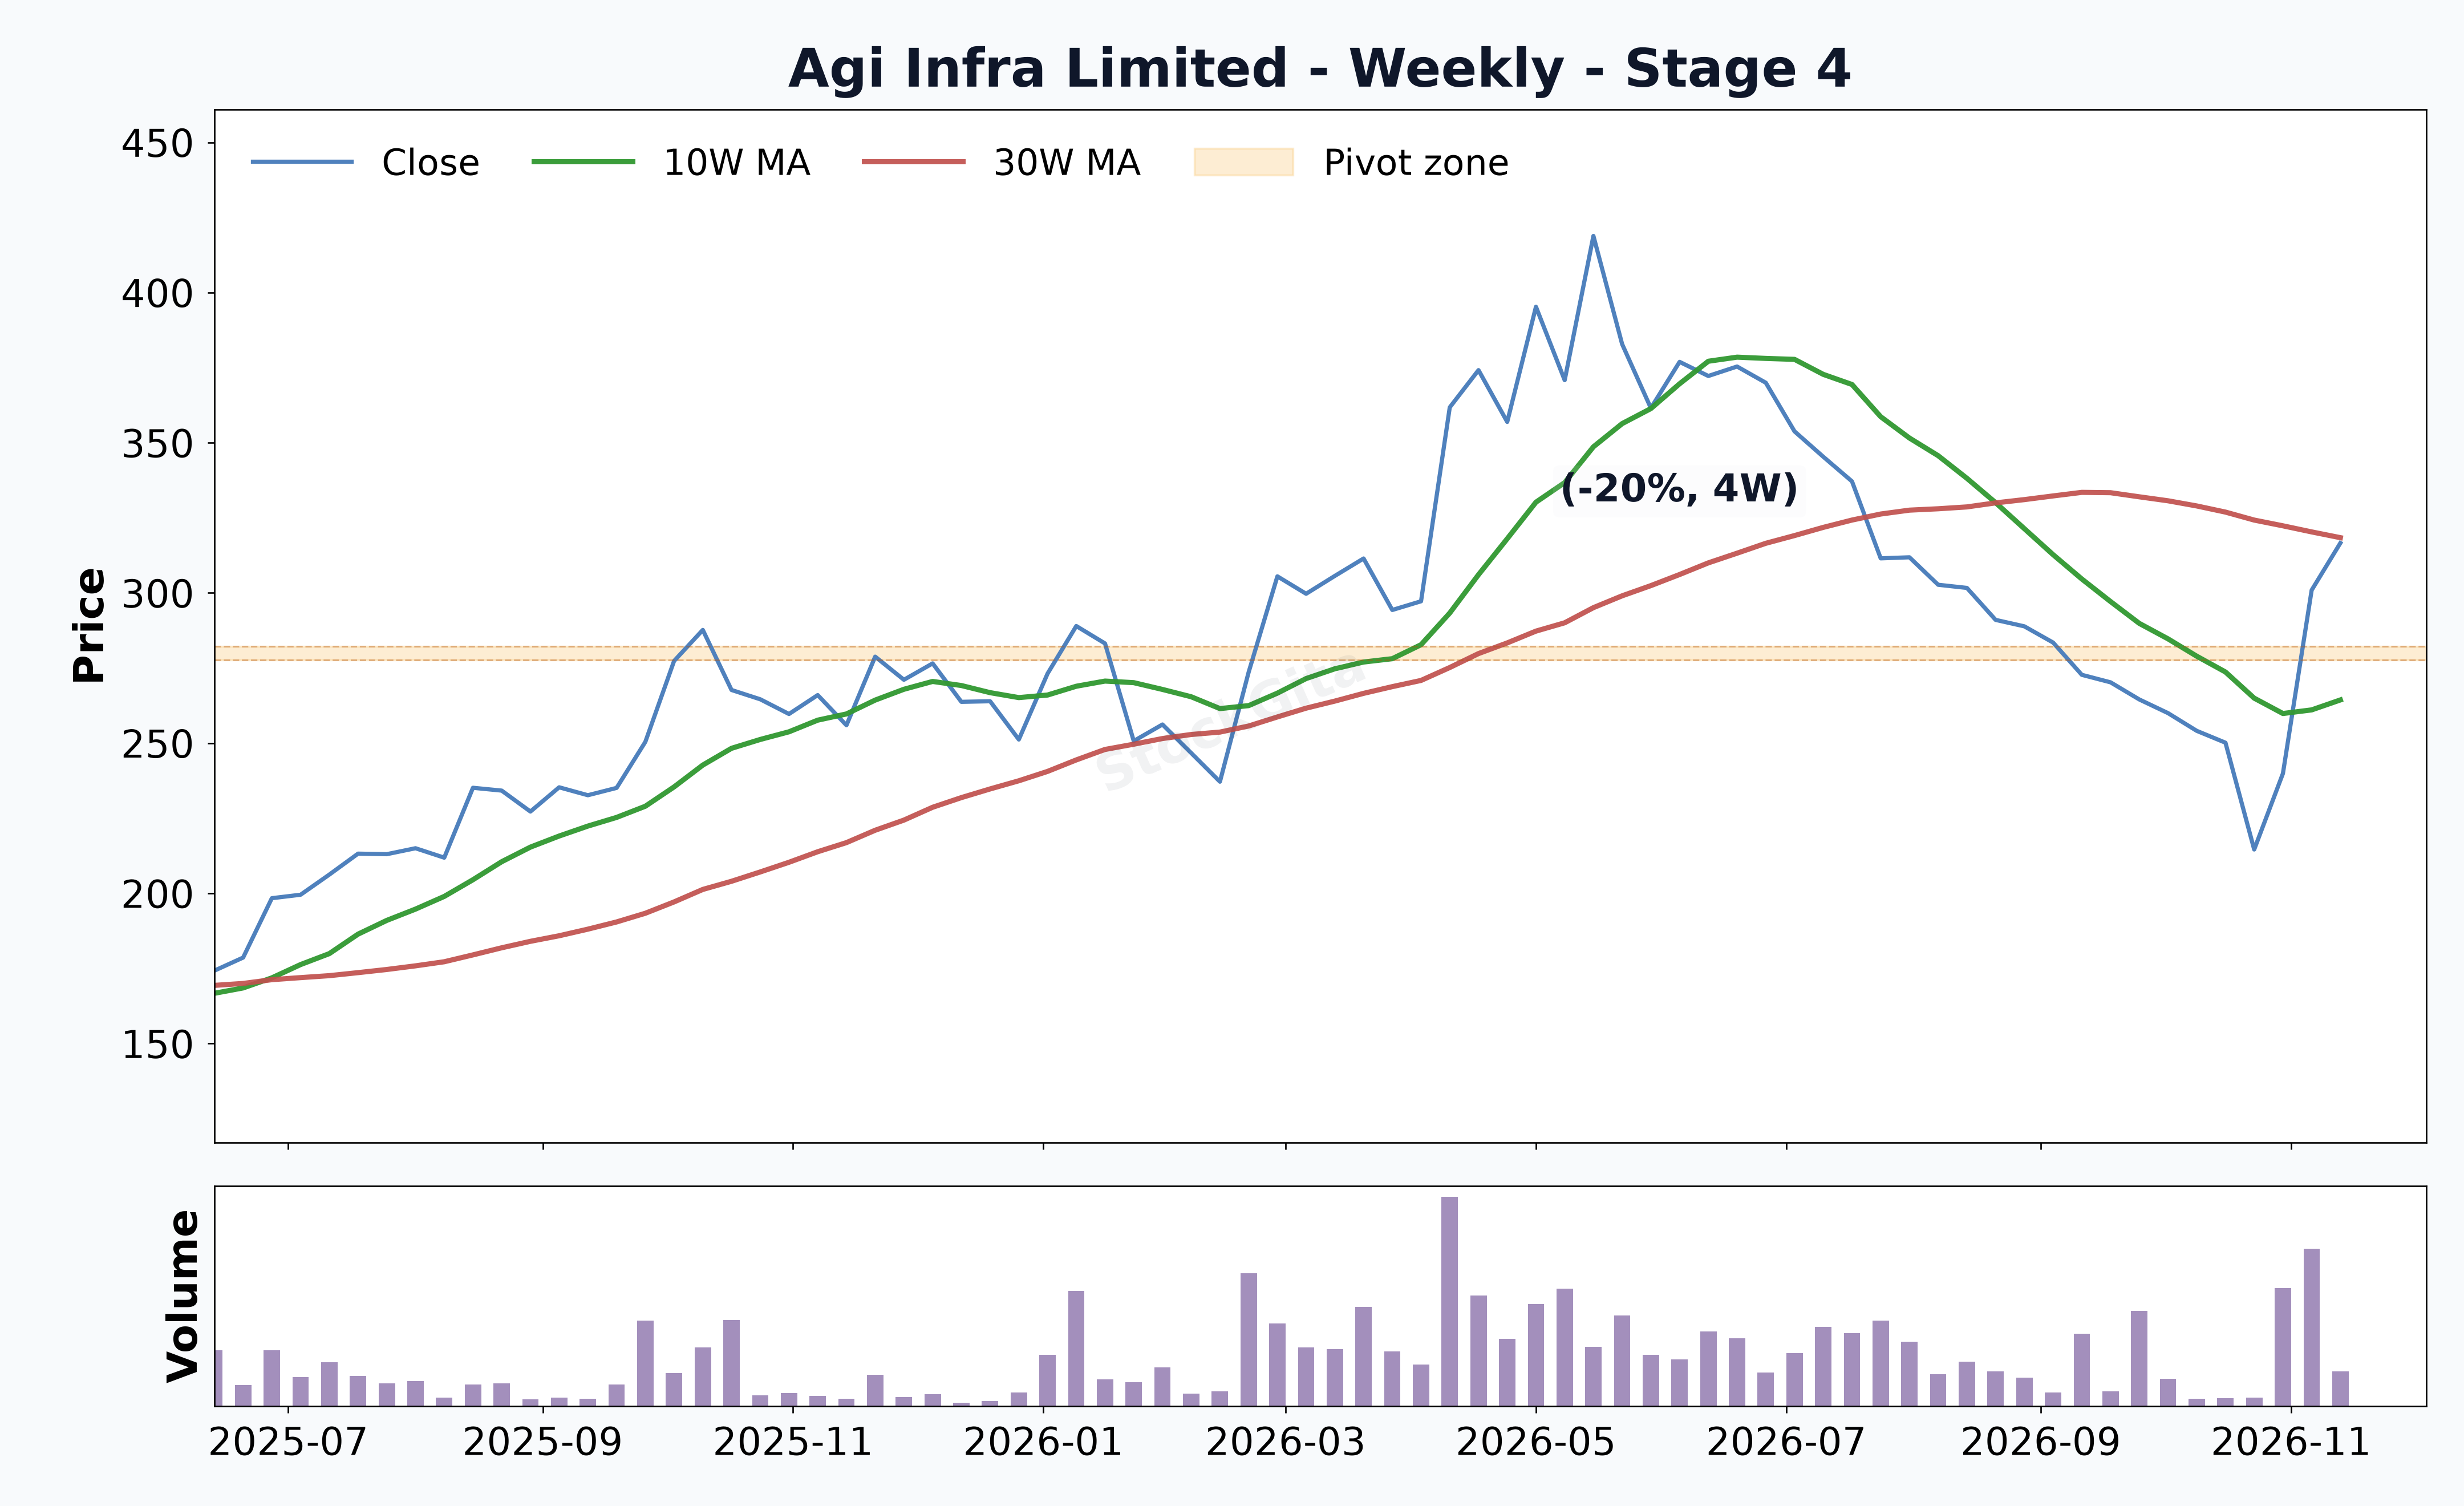 Agi Infra Limited - Weekly - Stage 4
Close 10W MA 30W MA Pivot zone
450
400
350
300
250
200
150
Price
(-20%, 4W)
StockGita
Volume
2025-07 2025-09 2025-11 2026-01 2026-03 2026-05 2026-07 2026-09 2026-11